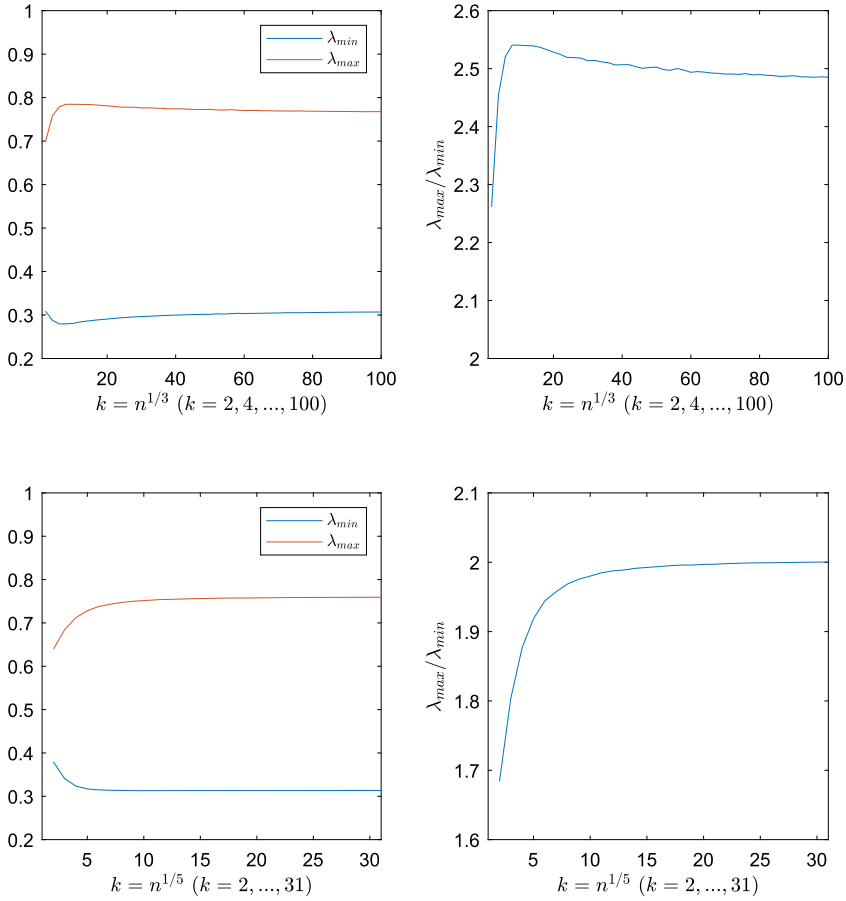 1
0.9
0.8
0.7
0.6
0.5
0.4
0.3
0.2
λ_min
λ_max
20 40 60 80 100
k = n^{1/3} (k = 2, 4, ..., 100)
2.6
2.5
2.4
2.3
2.2
2.1
2
λ_max/λ_min
20 40 60 80 100
k = n^{1/3} (k = 2, 4, ..., 100)
1
0.9
0.8
0.7
0.6
0.5
0.4
0.3
0.2
λ_min
λ_max
5 10 15 20 25 30
k = n^{1/5} (k = 2, ..., 31)
2.1
2
1.9
1.8
1.7
1.6
λ_max/λ_min
5 10 15 20 25 30
k = n^{1/5} (k = 2, ..., 31)